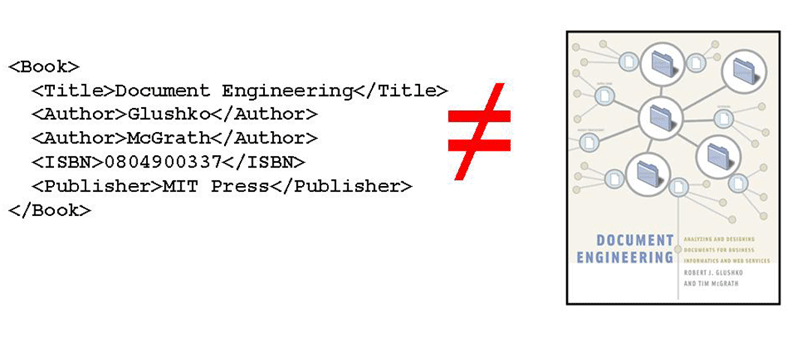 <Book>
<Title>Document Engineering</Title>
<Author>Glushko</Author>
<Author>McGrath</Author>
<ISBN>0804900337</ISBN>
<Publisher>MIT Press</Publisher>
</Book>
≠
DOCUMENT
ENGINEERING
ANALYZING AND DESIGNING
DOCUMENTS FOR BUSINESS
INFORMATICS AND WEB SERVICES
ROBERT J. GLUSHKO
AND TIM McGRATH